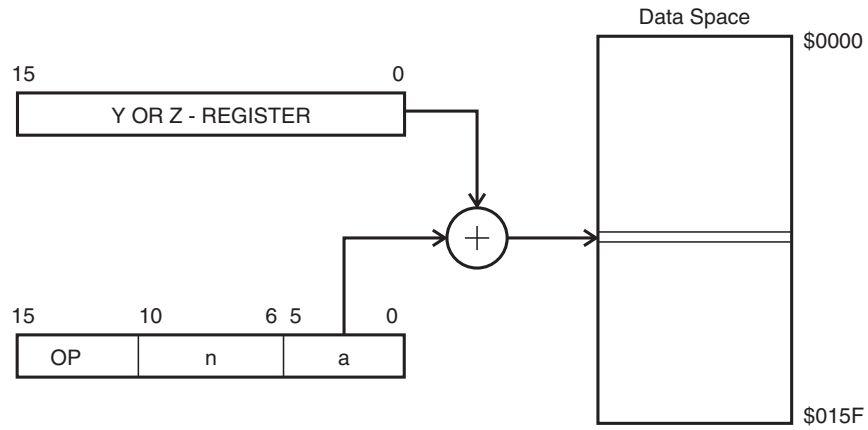 Data Space
$0000
15 0
Y OR Z - REGISTER
+
15 10 6 5 0
OP n a
$015F